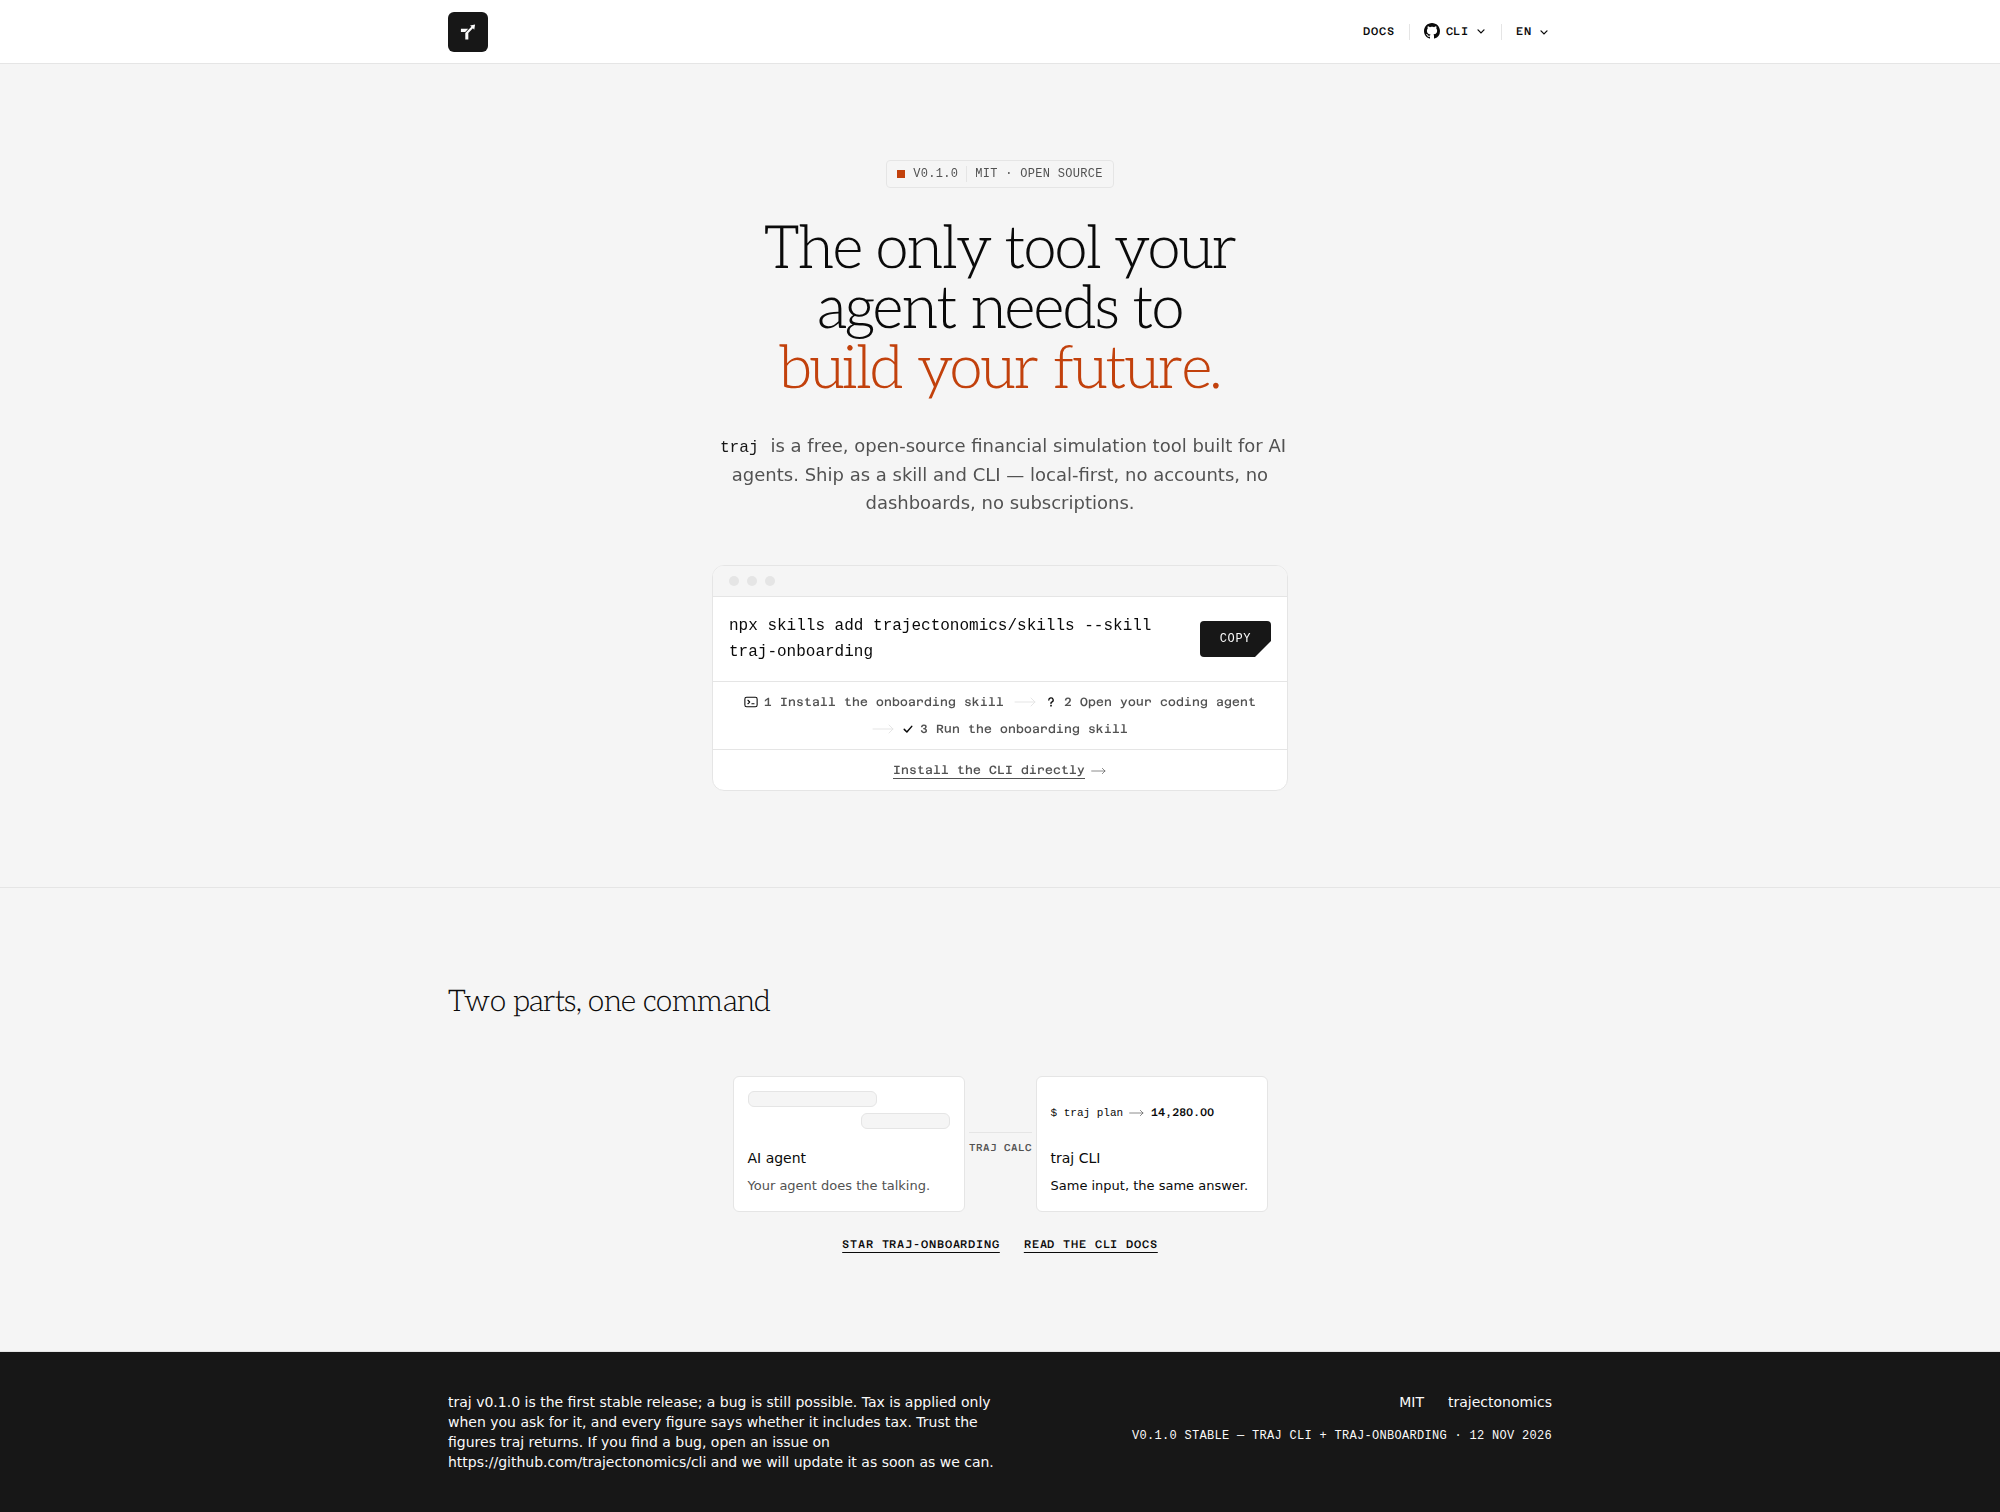 DOCS
CLI
EN
V0.1.0 MIT · OPEN SOURCE
The only tool your
agent needs to
build your future.
traj is a free, open-source financial simulation tool built for AI
agents. Ship as a skill and CLI — local-first, no accounts, no
dashboards, no subscriptions.
npx skills add trajectonomics/skills --skill
traj-onboarding
COPY
1 Install the onboarding skill → ? 2 Open your coding agent
→ ✓ 3 Run the onboarding skill
Install the CLI directly →
Two parts, one command
AI agent
Your agent does the talking.
TRAJ CALC
$ traj plan → 14,280.00
traj CLI
Same input, the same answer.
STAR TRAJ-ONBOARDING READ THE CLI DOCS
traj v0.1.0 is the first stable release; a bug is still possible. Tax is applied only
when you ask for it, and every figure says whether it includes tax. Trust the
figures traj returns. If you find a bug, open an issue on
https://github.com/trajectonomics/cli and we will update it as soon as we can.
MIT trajectonomics
V0.1.0 STABLE — TRAJ CLI + TRAJ-ONBOARDING · 12 NOV 2026